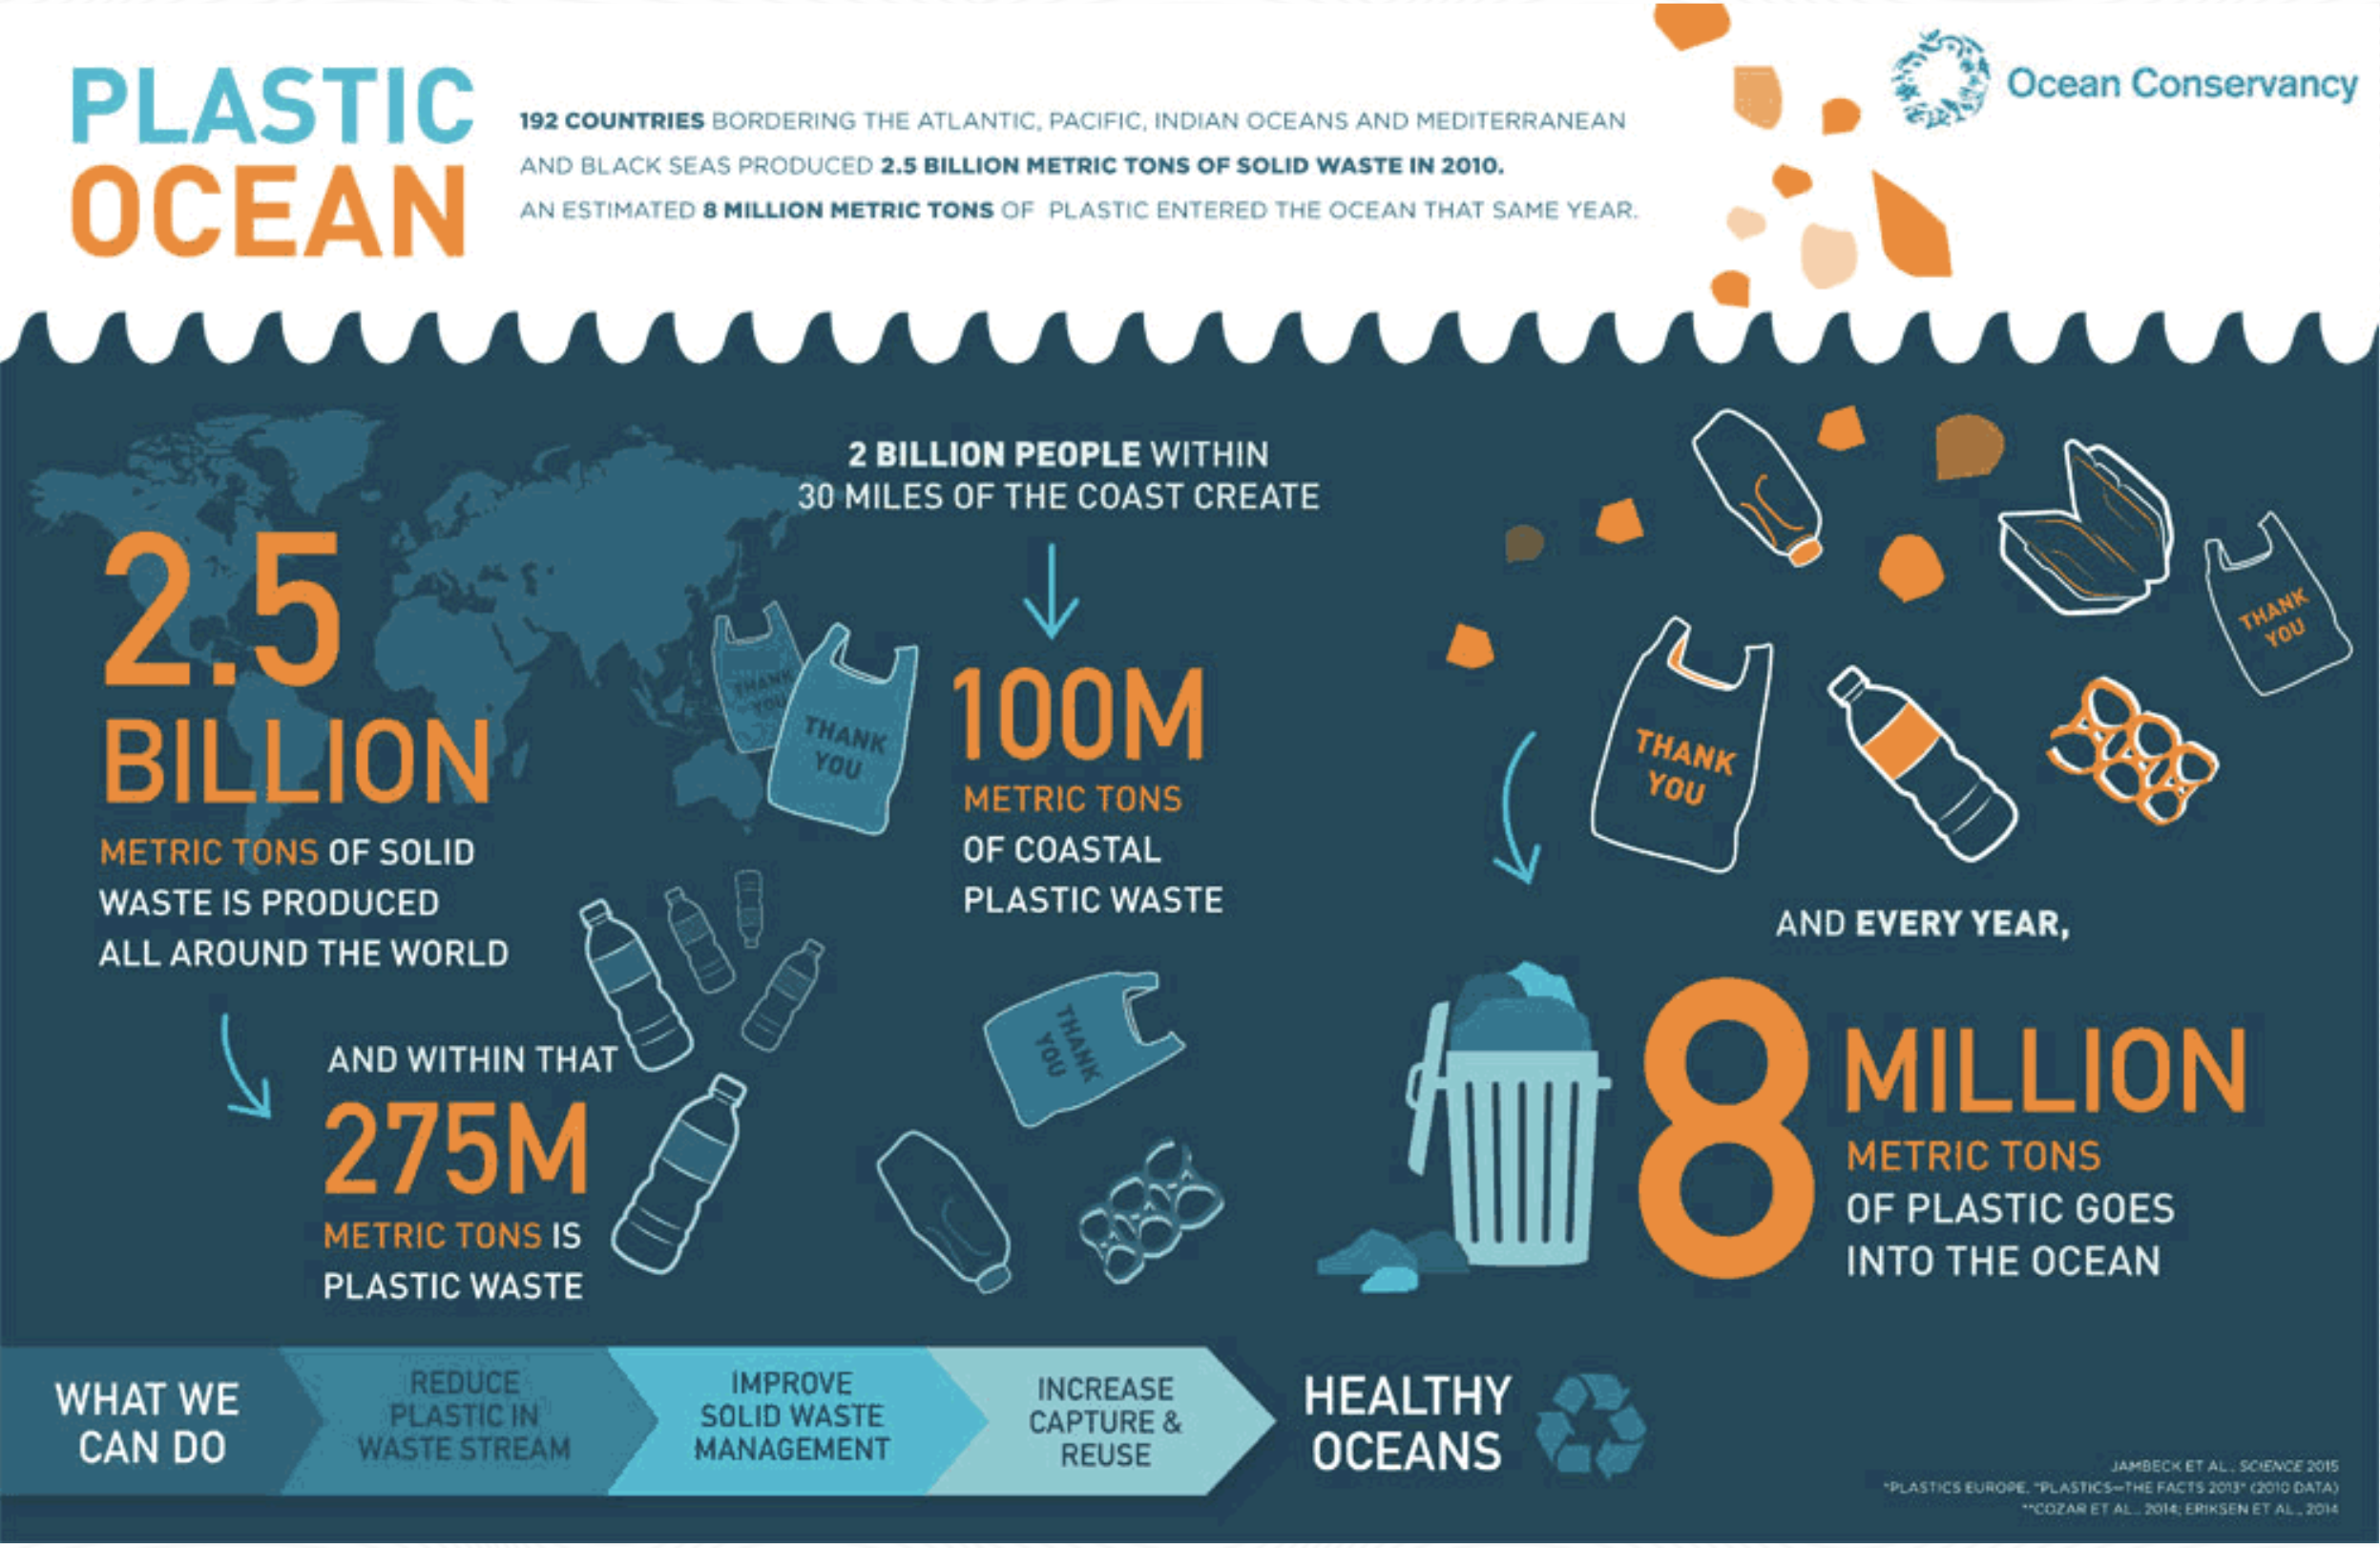 PLASTIC
OCEAN
192 COUNTRIES BORDERING THE ATLANTIC, PACIFIC, INDIAN OCEANS AND MEDITERRANEAN
AND BLACK SEAS PRODUCED 2.5 BILLION METRIC TONS OF SOLID WASTE IN 2010.
AN ESTIMATED 8 MILLION METRIC TONS OF PLASTIC ENTERED THE OCEAN THAT SAME YEAR.
Ocean Conservancy
2.5
BILLION
METRIC TONS OF SOLID
WASTE IS PRODUCED
ALL AROUND THE WORLD
AND WITHIN THAT
275M
METRIC TONS IS
PLASTIC WASTE
2 BILLION PEOPLE WITHIN
30 MILES OF THE COAST CREATE
THANK
YOU
THANK
YOU
100M
METRIC TONS
OF COASTAL
PLASTIC WASTE
THANK
YOU
THANK
YOU
THANK
YOU
AND EVERY YEAR,
8 MILLION
METRIC TONS
OF PLASTIC GOES
INTO THE OCEAN
WHAT WE
CAN DO
REDUCE
PLASTIC IN
WASTE STREAM
IMPROVE
SOLID WASTE
MANAGEMENT
INCREASE
CAPTURE &
REUSE
HEALTHY
OCEANS
JAMBECK ET AL., SCIENCE 2015
*PLASTICS EUROPE, "PLASTICS—THE FACTS 2013" (2010 DATA)
**COZAR ET AL., 2014; ERIKSEN ET AL., 2014